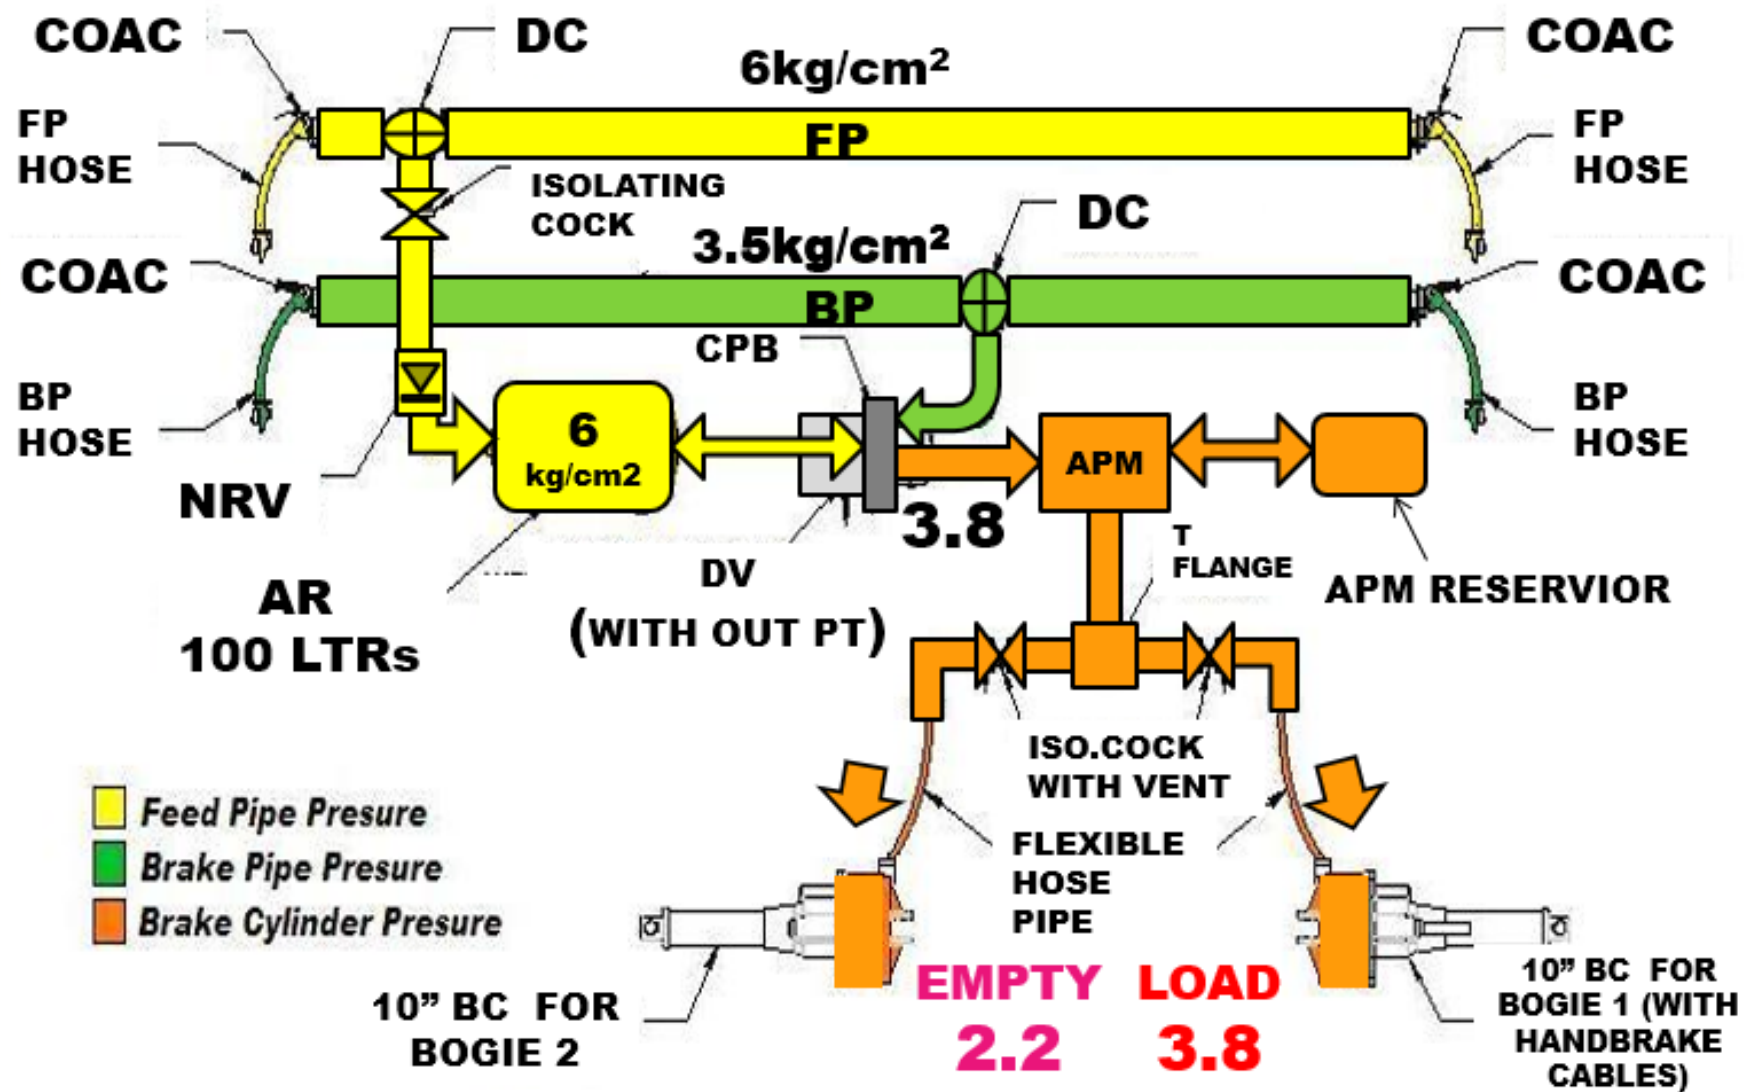 COAC
DC
6kg/cm²
COAC
FP
HOSE
FP
FP
HOSE
ISOLATING
COCK
DC
3.5kg/cm²
COAC
BP
COAC
CPB
BP
HOSE
BP
HOSE
6
kg/cm2
APM
NRV
3.8
T
FLANGE
DV
(WITH OUT PT)
APM RESERVIOR
AR
100 LTRs
ISO.COCK
WITH VENT
Feed Pipe Presure
Brake Pipe Presure
Brake Cylinder Presure
FLEXIBLE
HOSE
PIPE
EMPTY
2.2
LOAD
3.8
10” BC FOR
BOGIE 2
10” BC FOR
BOGIE 1 (WITH
HANDBRAKE
CABLES)